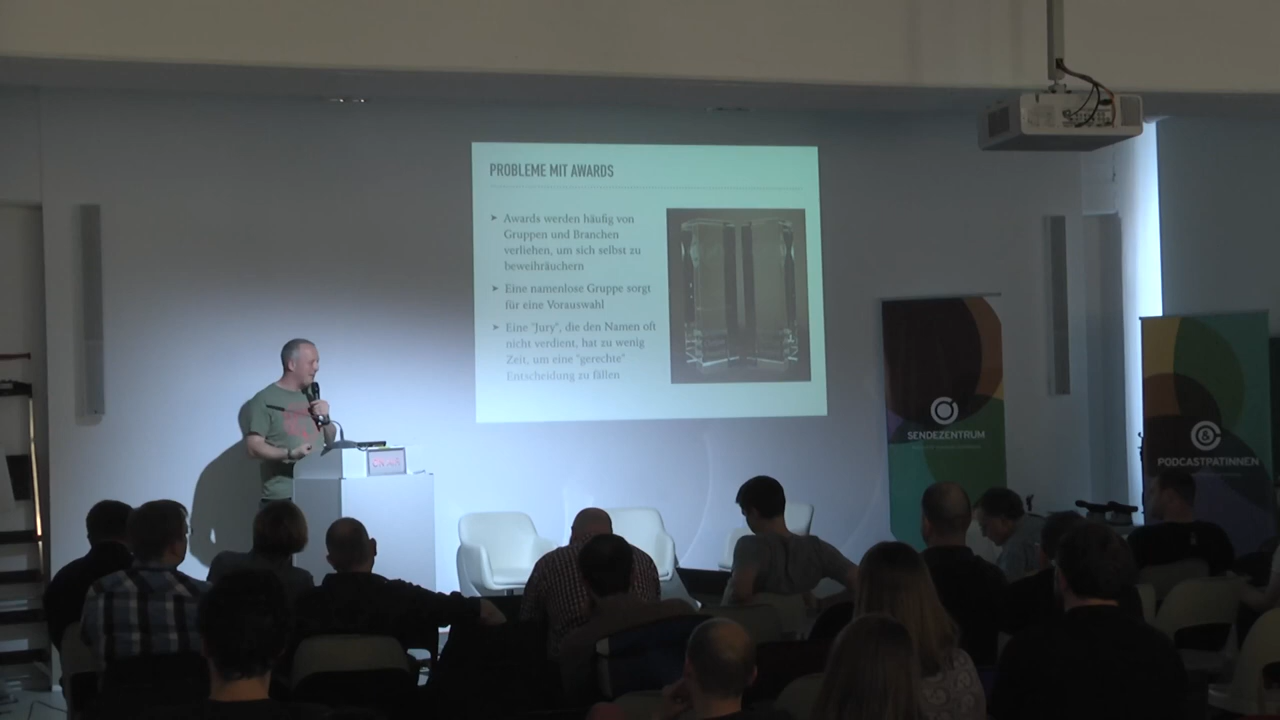 PROBLEME MIT AWARDS
➤ Awards werden häufig von
Gruppen und Branchen
verliehen, um sich selbst zu
beweihräuchern
➤ Eine namenlose Gruppe sorgt
für eine Vorauswahl
➤ Eine "Jury", die den Namen oft
nicht verdient, hat zu wenig
Zeit, um eine "gerechte"
Entscheidung zu fällen
SENDEZENTRUM
&
PODCASTPATINNEN